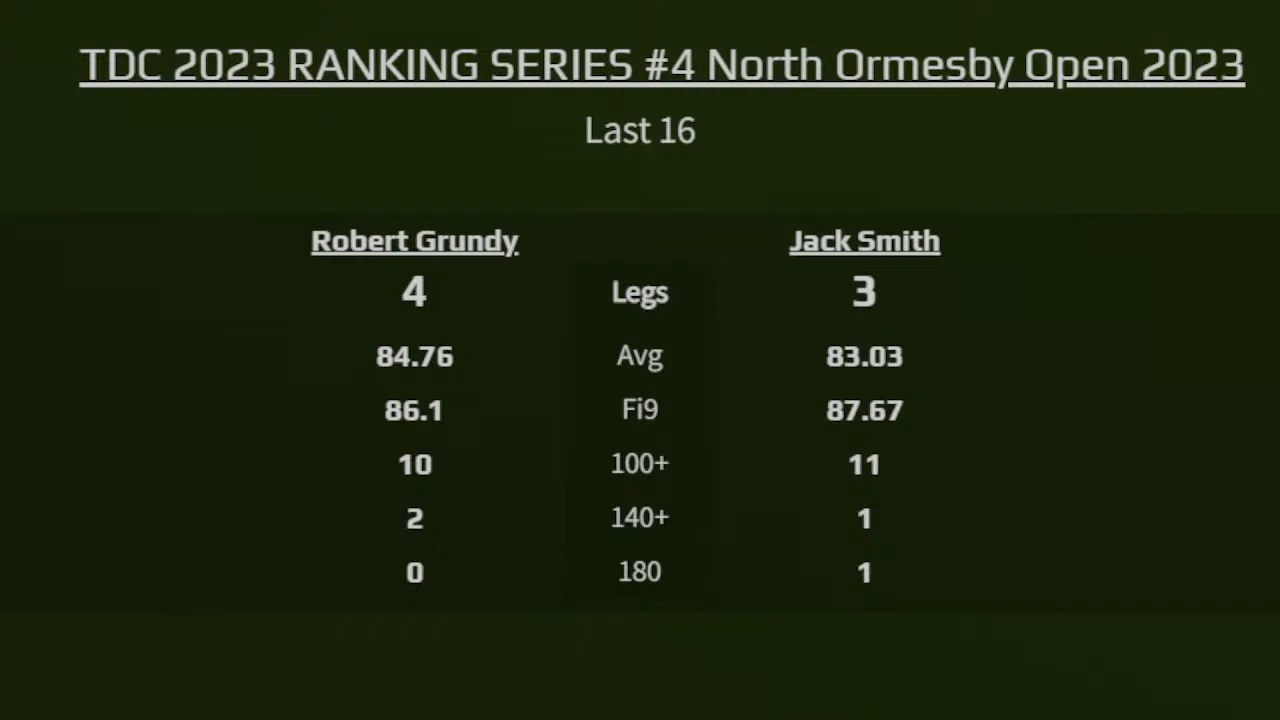 TDC 2023 RANKING SERIES #4 North Ormesby Open 2023
Last 16
Robert Grundy Jack Smith
4 Legs 3
84.76 Avg 83.03
86.1 Fi9 87.67
10 100+ 11
2 140+ 1
0 180 1